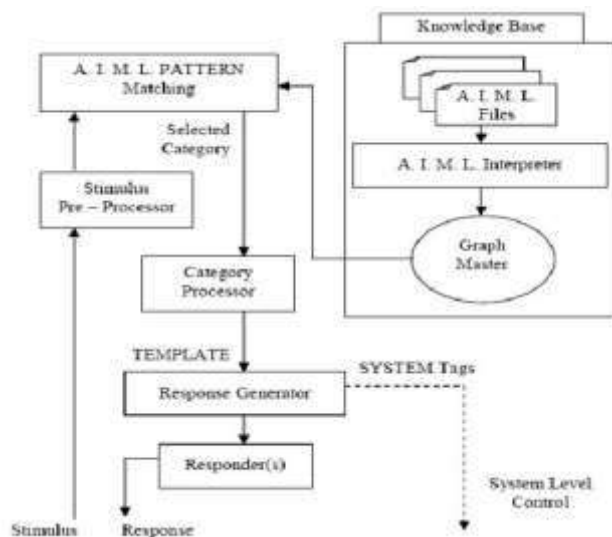 Knowledge Base
A. I. M. L. PATTERN
Matching
A. I. M. L.
Files
Selected
Category
A. I. M. L. Interpreter
Stimulus
Pre – Processor
Graph
Master
Category
Processor
TEMPLATE
SYSTEM Tags
Response Generator
Responder(s)
System Level
Control
Stimulus
Response